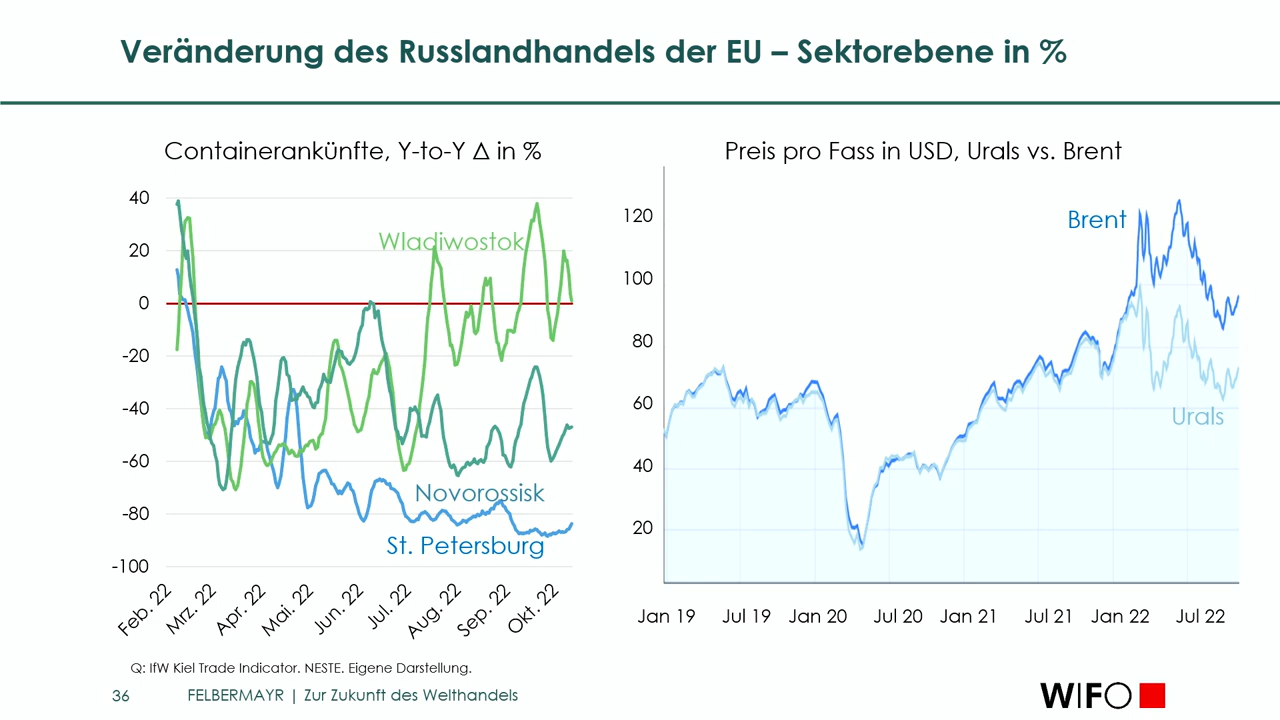 Veränderung des Russlandhandels der EU – Sektorebene in %
Containerankünfte, Y-to-Y Δ in %
40
20
0
-20
-40
-60
-80
-100
Wladiwostok
Novorossisk
St. Petersburg
Feb. 22
Mrz. 22
Apr. 22
Mai. 22
Jun. 22
Jul. 22
Aug. 22
Sep. 22
Okt. 22
Preis pro Fass in USD, Urals vs. Brent
120
100
80
60
40
20
Brent
Urals
Jan 19 Jul 19 Jan 20 Jul 20 Jan 21 Jul 21 Jan 22 Jul 22
Q: IfW Kiel Trade Indicator. NESTE. Eigene Darstellung.
36 FELBERMAYR | Zur Zukunft des Welthandels
WIFO